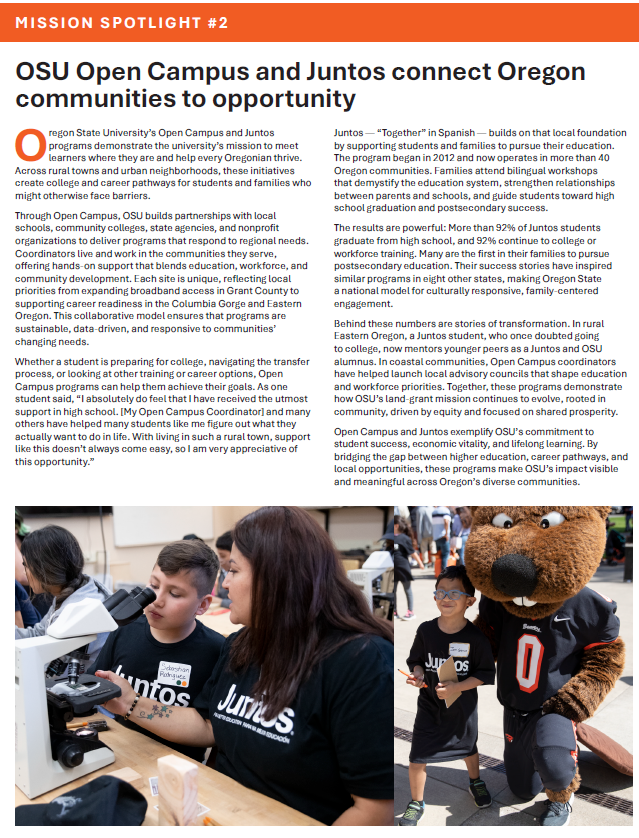 MISSION SPOTLIGHT #2
OSU Open Campus and Juntos connect Oregon
communities to opportunity
Oregon State University's Open Campus and Juntos
programs demonstrate the university's mission to meet
learners where they are and help every Oregonian thrive.
Across rural towns and urban neighborhoods, these initiatives
create college and career pathways for students and families who
might otherwise face barriers.
Through Open Campus, OSU builds partnerships with local
schools, community colleges, state agencies, and nonprofit
organizations to deliver programs that respond to regional needs.
Coordinators live and work in the communities they serve,
offering hands-on support that blends education, workforce, and
community development. Each site is unique, reflecting local
priorities from expanding broadband access in Grant County to
supporting career readiness in the Columbia Gorge and Eastern
Oregon. This collaborative model ensures that programs are
sustainable, data-driven, and responsive to communities'
changing needs.
Whether a student is preparing for college, navigating the transfer
process, or looking at other training or career options, Open
Campus programs can help them achieve their goals. As one
student said, "I absolutely do feel that I have received the utmost
support in high school. [My Open Campus Coordinator] and many
others have helped many students like me figure out what they
actually want to do in life. With living in such a rural town, support
like this doesn't always come easy, so I am very appreciative of
this opportunity."
Juntos — "Together" in Spanish — builds on that local foundation
by supporting students and families to pursue their education.
The program began in 2012 and now operates in more than 40
Oregon communities. Families attend bilingual workshops
that demystify the education system, strengthen relationships
between parents and schools, and guide students toward high
school graduation and postsecondary success.
The results are powerful: More than 92% of Juntos students
graduate from high school, and 92% continue to college or
workforce training. Many are the first in their families to pursue
postsecondary education. Their success stories have inspired
similar programs in eight other states, making Oregon State
a national model for culturally responsive, family-centered
engagement.
Behind these numbers are stories of transformation. In rural
Eastern Oregon, a Juntos student, who once doubted going
to college, now mentors younger peers as a Juntos and OSU
alumnus. In coastal communities, Open Campus coordinators
have helped launch local advisory councils that shape education
and workforce priorities. Together, these programs demonstrate
how OSU's land-grant mission continues to evolve, rooted in
community, driven by equity and focused on shared prosperity.
Open Campus and Juntos exemplify OSU's commitment to
student success, economic vitality, and lifelong learning. By
bridging the gap between higher education, career pathways, and
local opportunities, these programs make OSU's impact visible
and meaningful across Oregon's diverse communities.
Sebastian
Rodriguez
Juntos
Juntos
Juntos
Beavers
0